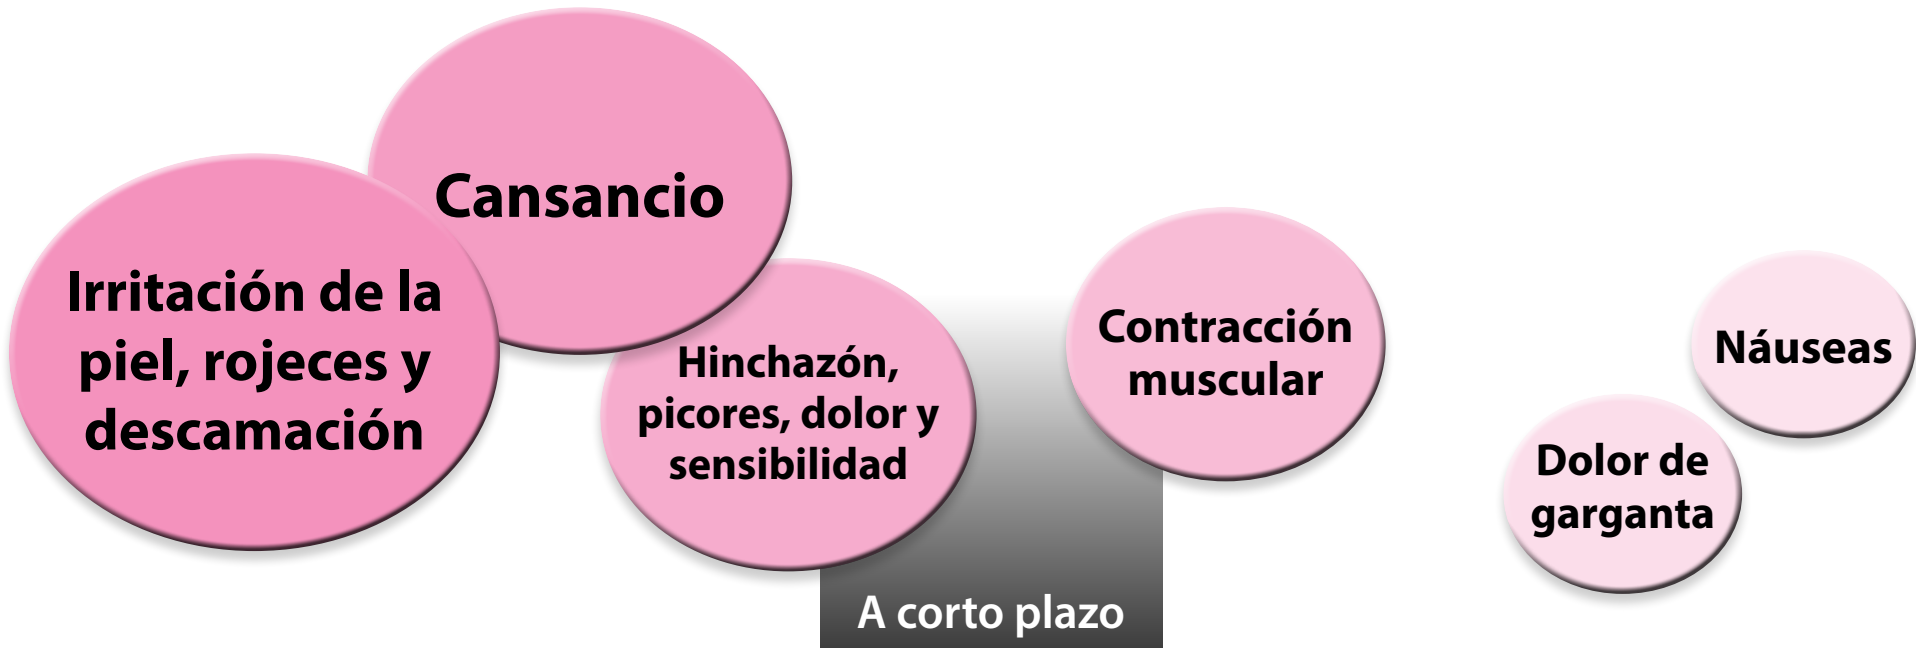 Cansancio
Irritación de la
piel, rojeces y
descamación
Hinchazón,
picores, dolor y
sensibilidad
Contracción
muscular
Náuseas
Dolor de
garganta
A corto plazo